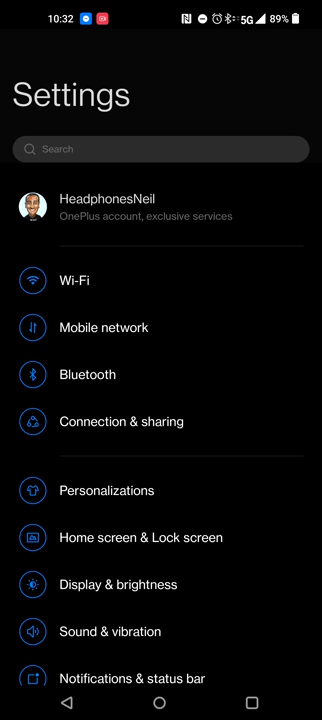 10:32
5G
89%
Settings
Search
HeadphonesNeil
OnePlus account, exclusive services
Wi-Fi
Mobile network
Bluetooth
Connection & sharing
Personalizations
Home screen & Lock screen
Display & brightness
Sound & vibration
Notifications & status bar